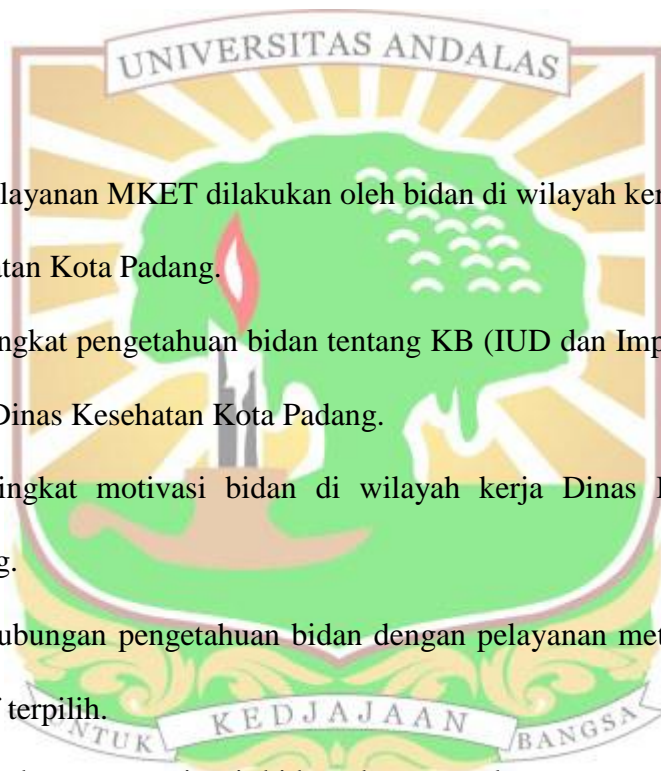 UNIVERSITAS ANDALAS
layanan MKET dilakukan oleh bidan di wilayah ker
atan Kota Padang.
ngkat pengetahuan bidan tentang KB (IUD dan Imp
Dinas Kesehatan Kota Padang.
ingkat motivasi bidan di wilayah kerja Dinas
g.
ubungan pengetahuan bidan dengan pelayanan met
terpilih.
NTUK KEDJAJAAN BANGSA